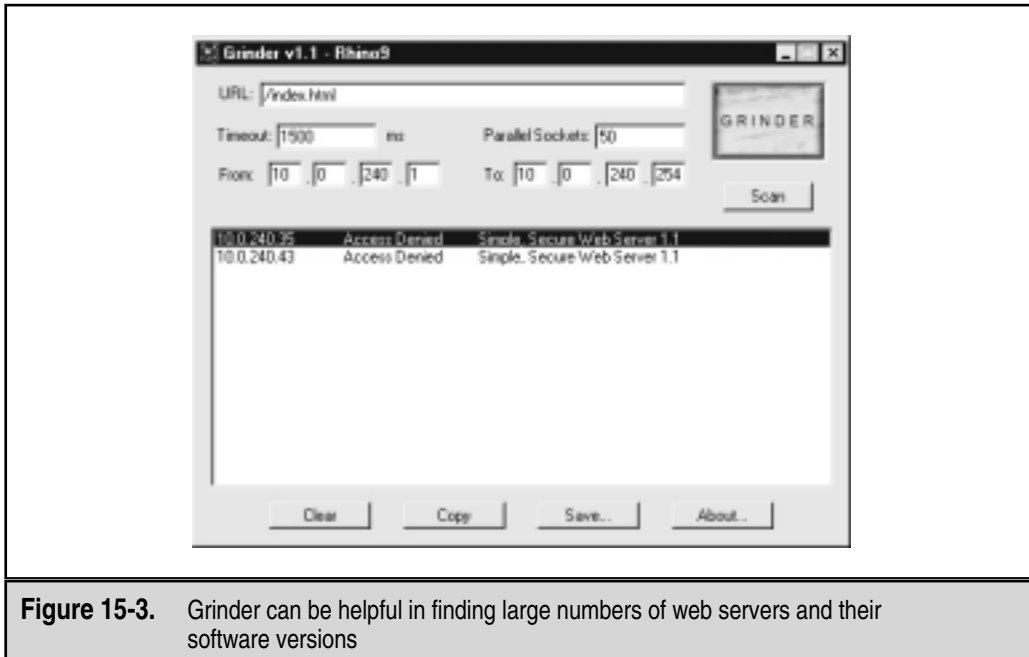 Grinder v1.1 - Rhino9
URL: /index.html
GRINDER
Timeout: 1500 ms Parallel Sockets: 50
From: 10 . 0 . 240 . 1 To: 10 . 0 . 240 . 254
Scan
10.0.240.35 Access Denied Simple, Secure Web Server 1.1
10.0.240.43 Access Denied Simple, Secure Web Server 1.1
Clear Copy Save... About...
Figure 15-3. Grinder can be helpful in finding large numbers of web servers and their
software versions